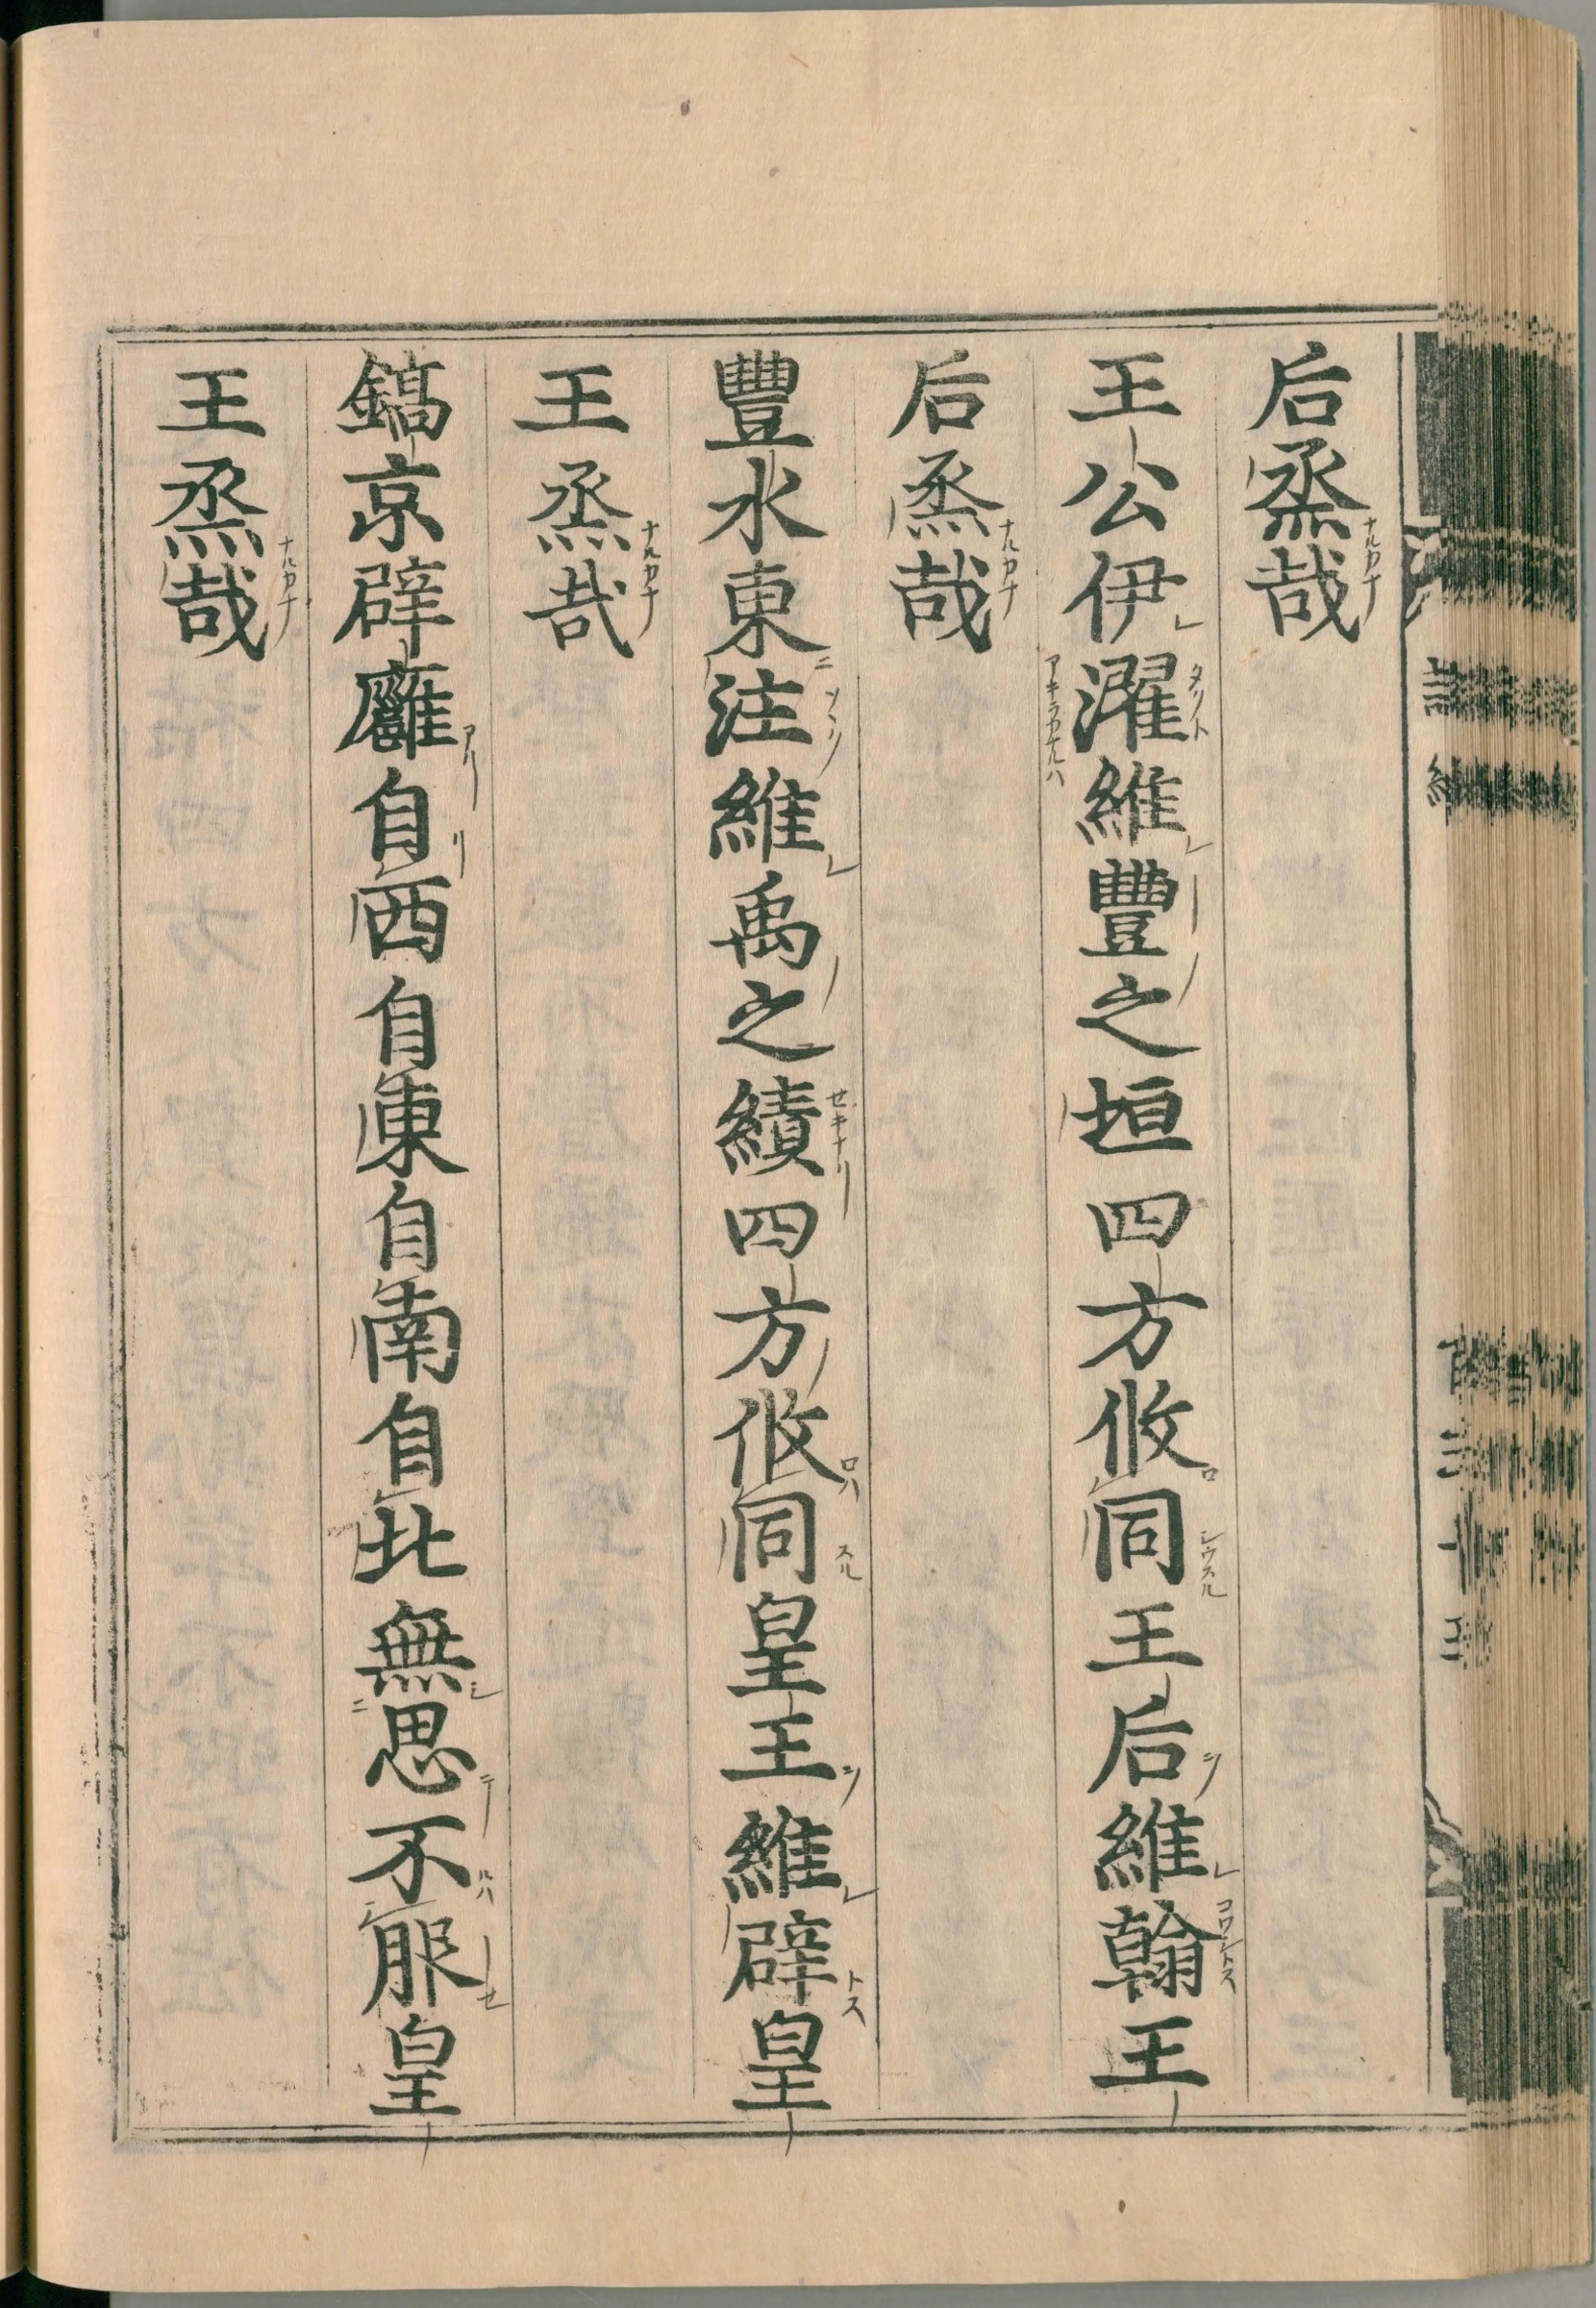 后烝哉
王公伊濯維豐之垣四方攸同王后維翰王
后烝哉
豐水東注維禹之績四方攸同皇王維辟皇
王烝哉
鎬京辟廱自西自東自南自北無思不服皇
王烝哉